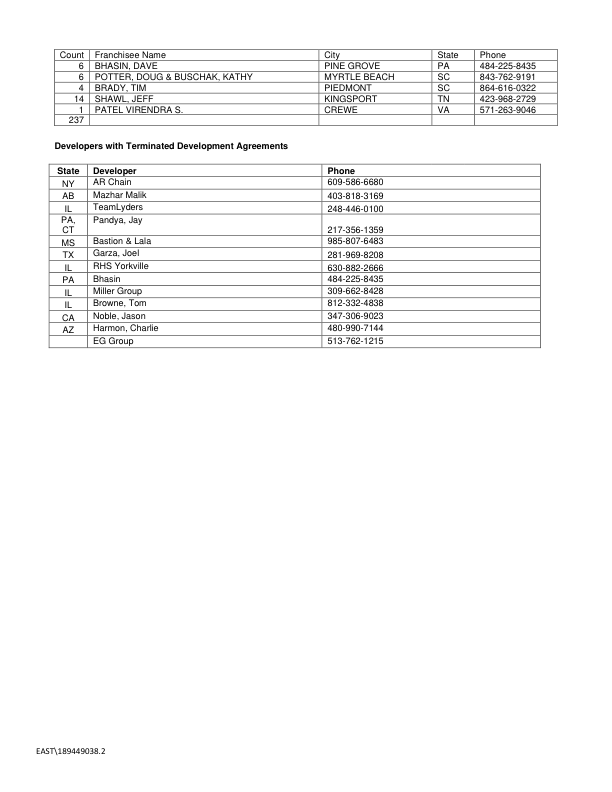 Count Franchisee Name City State Phone
6 BHASIN, DAVE PINE GROVE PA 484-225-8435
6 POTTER, DOUG & BUSCHAK, KATHY MYRTLE BEACH SC 843-762-9191
4 BRADY, TIM PIEDMONT SC 864-616-0322
14 SHAWL, JEFF KINGSPORT TN 423-968-2729
1 PATEL VIRENDRA S. CREWE VA 571-263-9046
237
Developers with Terminated Development Agreements
State Developer Phone
NY AR Chain 609-586-6680
AB Mazhar Malik 403-818-3169
IL TeamLyders 248-446-0100
PA, Pandya, Jay
CT 217-356-1359
MS Bastion & Lala 985-807-6483
TX Garza, Joel 281-969-8208
IL RHS Yorkville 630-882-2666
PA Bhasin 484-225-8435
IL Miller Group 309-662-8428
IL Browne, Tom 812-332-4838
CA Noble, Jason 347-306-9023
AZ Harmon, Charlie 480-990-7144
EG Group 513-762-1215
EAST\189449038.2